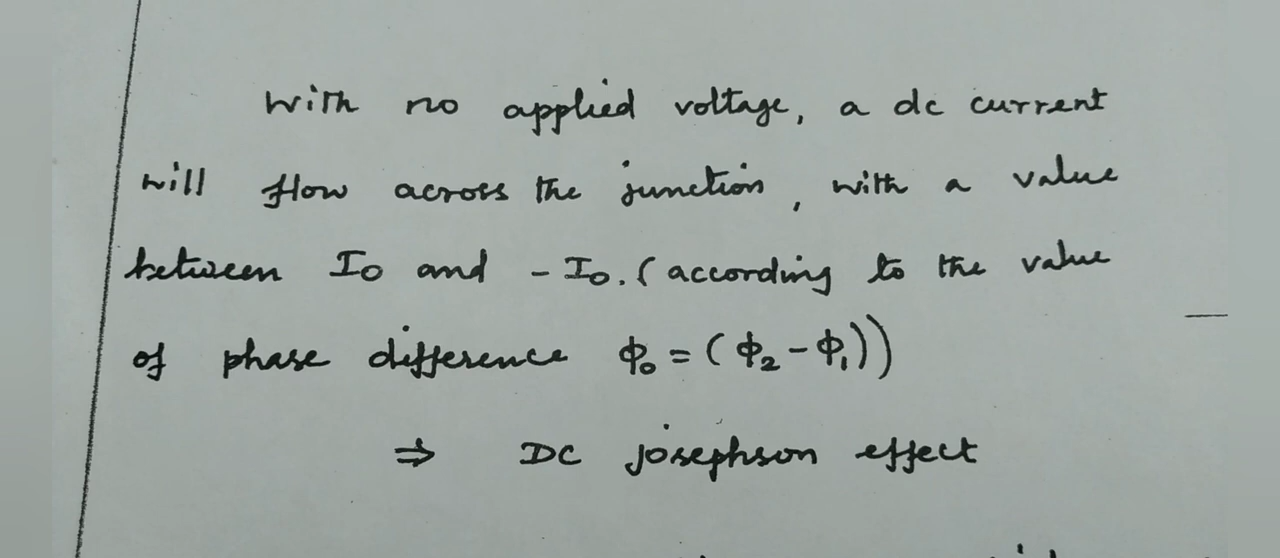 With no applied voltage, a dc current
will flow across the junction, with a value
between I₀ and - I₀. (according to the value
of phase difference ϕ₀ = (ϕ₂ - ϕ₁))
⇒ DC josephson effect